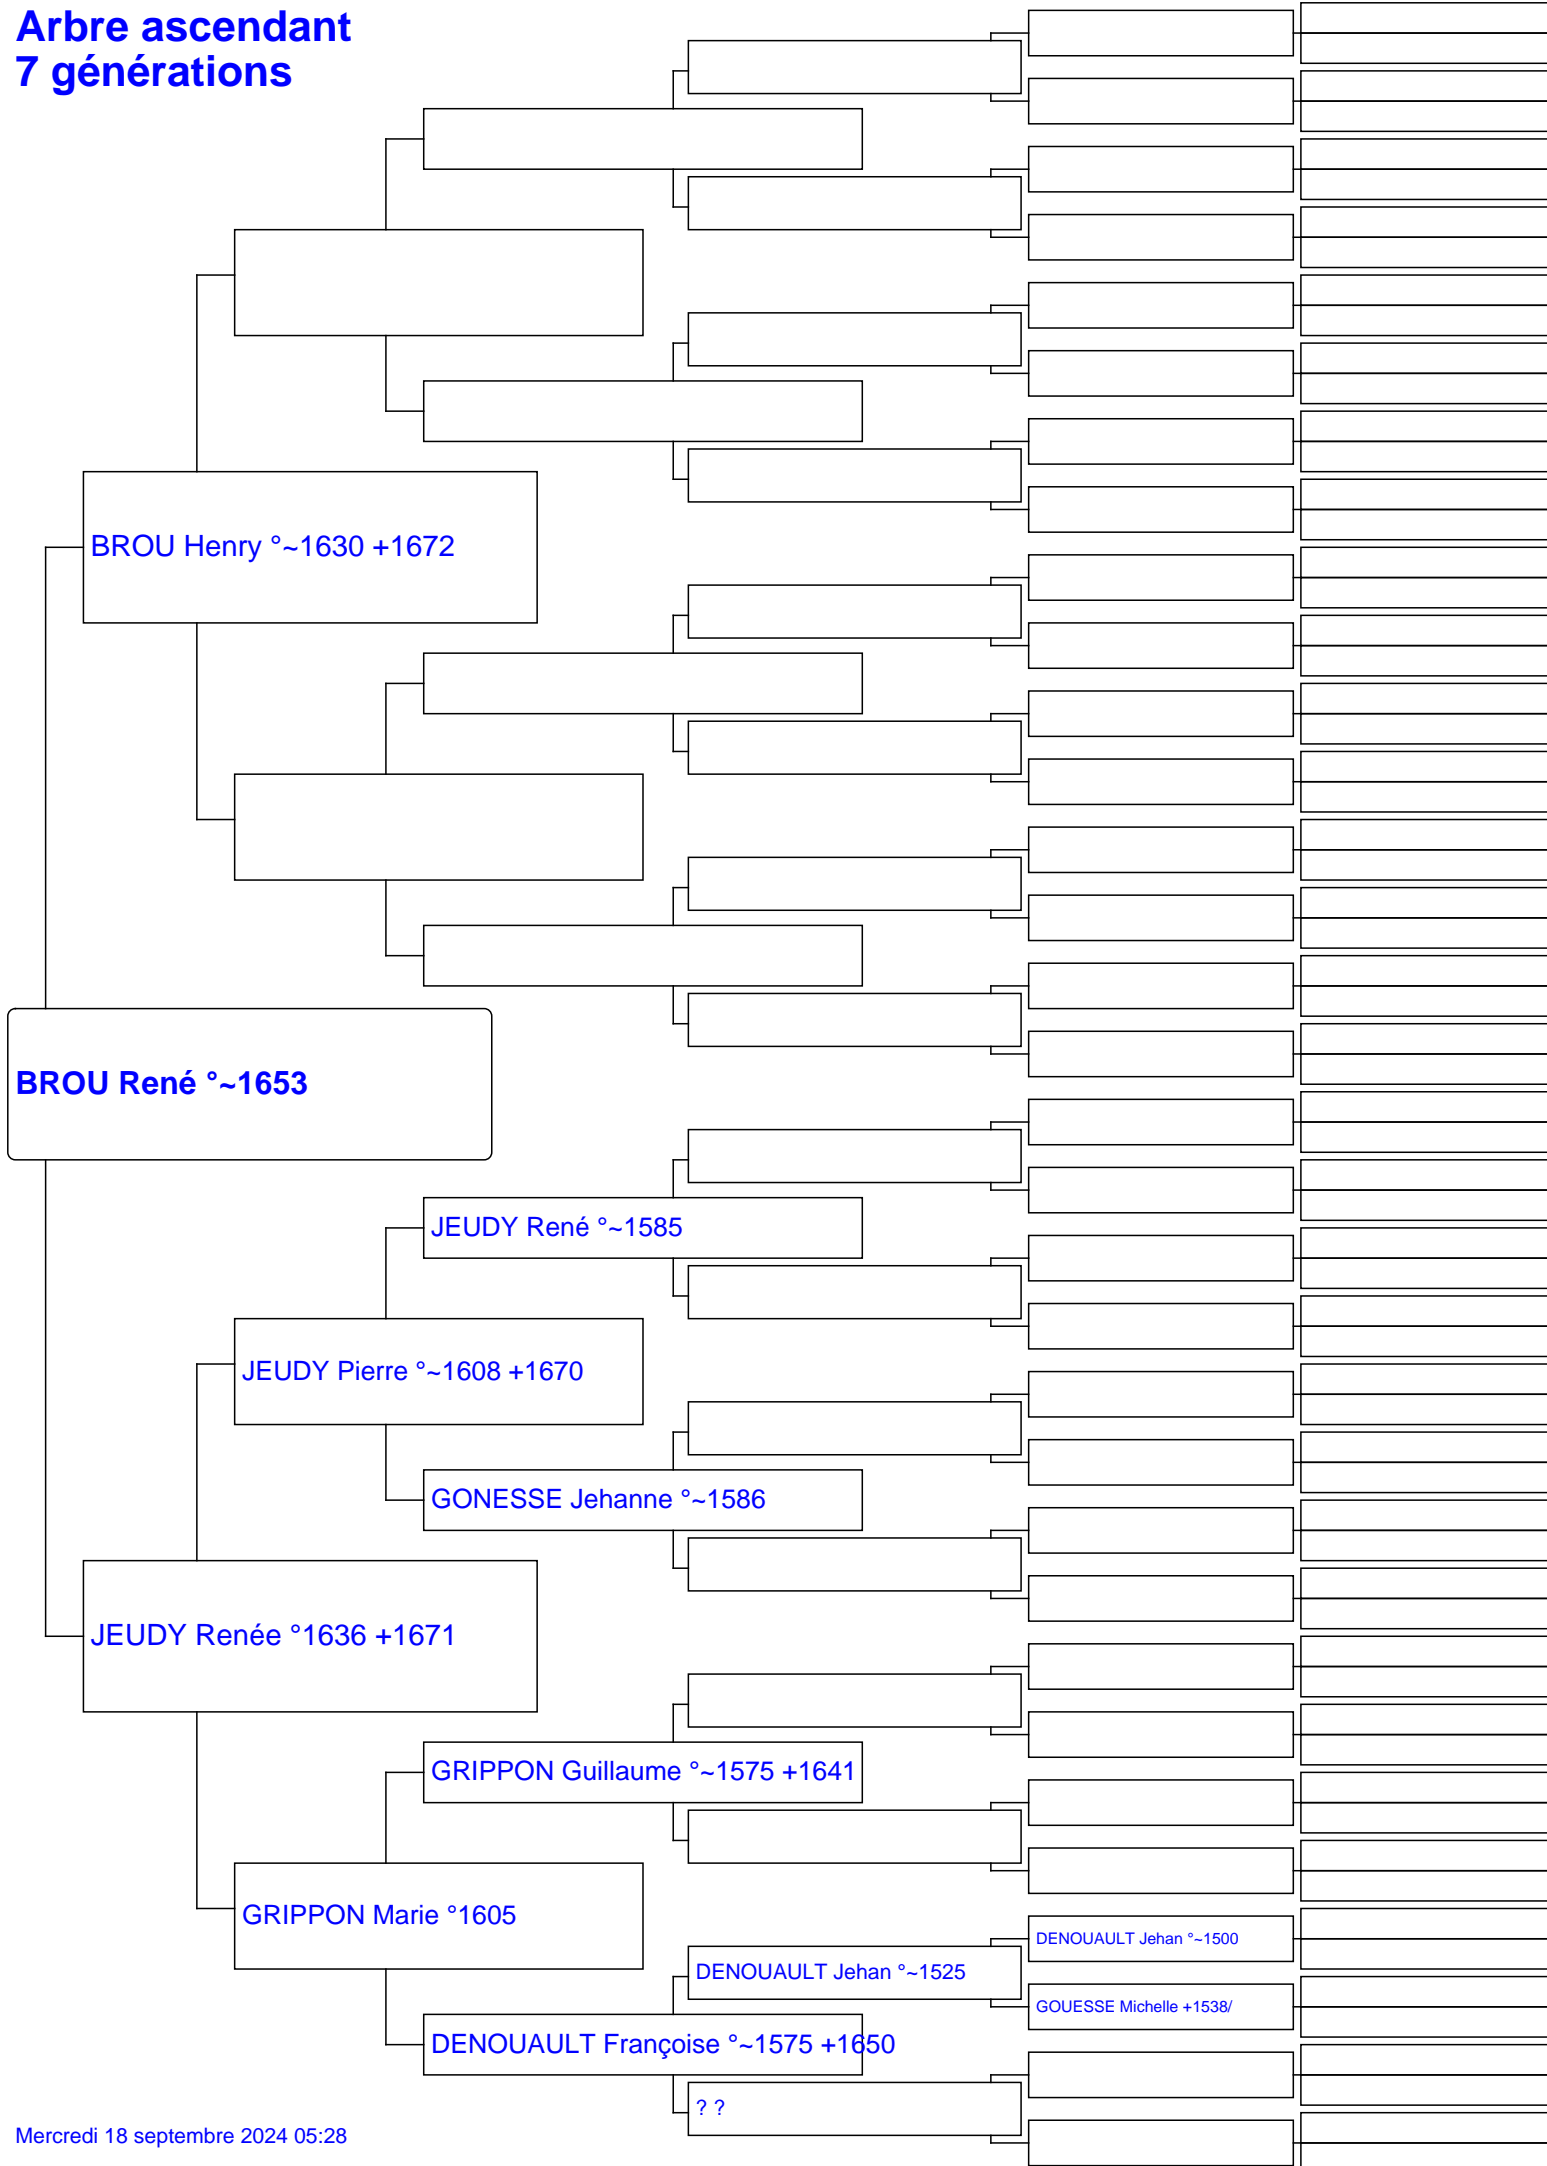 Arbre ascendant
7 générations
BROU Henry °~1630 +1672
BROU René °~1653
JEUDY René °~1585
JEUDY Pierre °~1608 +1670
GONESSE Jehanne °~1586
JEUDY Renée °1636 +1671
GRIPPON Guillaume °~1575 +1641
GRIPPON Marie °1605
DENOUAULT Jehan °~1500
DENOUAULT Jehan °~1525
GOUESSE Michelle +1538/
DENOUAULT Françoise °~1575 +1650
? ?
Mercredi 18 septembre 2024 05:28